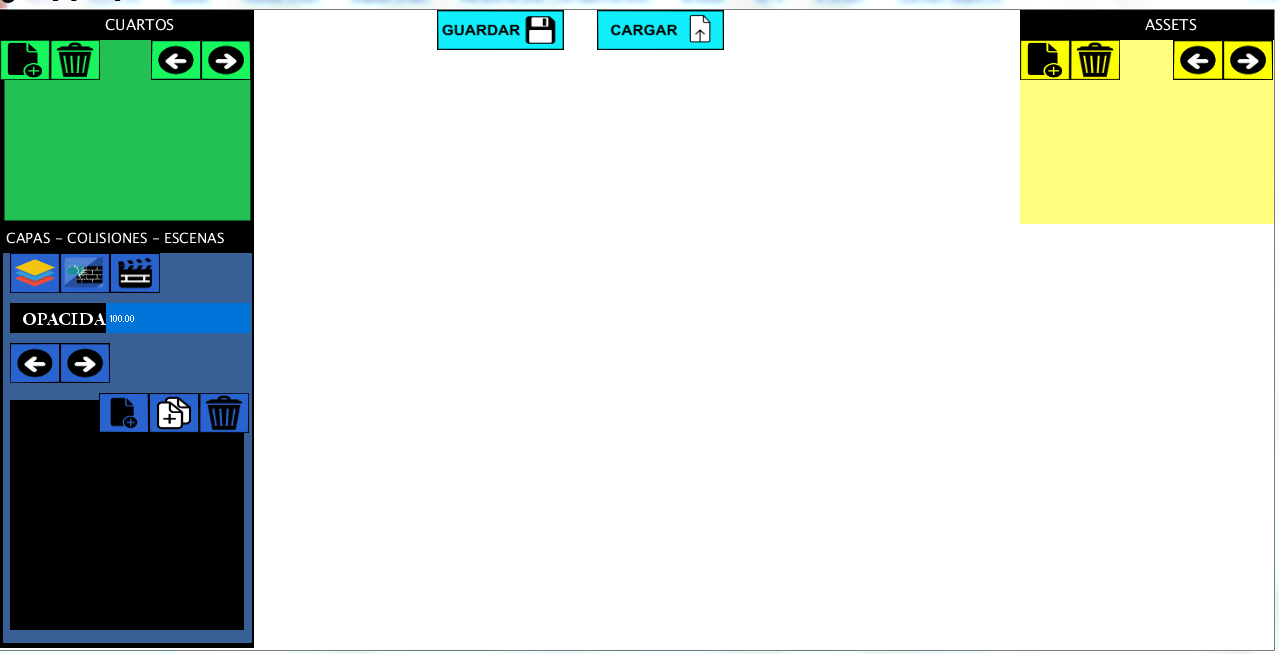 CUARTOS
GUARDAR
CARGAR
ASSETS
CAPAS - COLISIONES - ESCENAS
OPACIDA
100.00